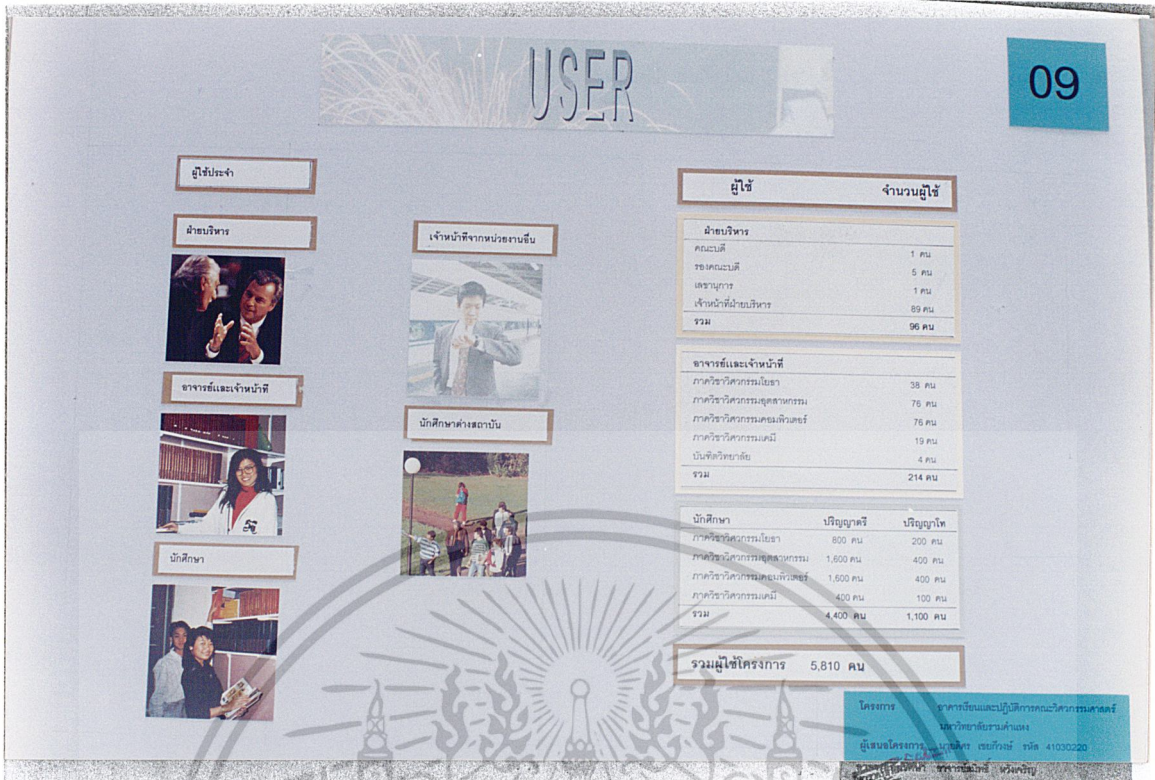 USER
09
ผู้ใช้ประจำ
ฝ่ายบริหาร
อาจารย์และเจ้าหน้าที่
นักศึกษา
เจ้าหน้าที่จากหน่วยงานอื่น
นักศึกษาต่างสถาบัน
ผู้ใช้ จำนวนผู้ใช้
ฝ่ายบริหาร
คณะบดี 1 คน
รองคณะบดี 5 คน
เลขานุการ 1 คน
เจ้าหน้าที่ฝ่ายบริหาร 89 คน
รวม 96 คน
อาจารย์และเจ้าหน้าที่
ภาควิชาวิศวกรรมโยธา 38 คน
ภาควิชาวิศวกรรมอุตสาหกรรม 76 คน
ภาควิชาวิศวกรรมคอมพิวเตอร์ 76 คน
ภาควิชาวิศวกรรมเคมี 19 คน
บันฑิตวิทยาลัย 4 คน
รวม 214 คน
นักศึกษา ปริญญาตรี ปริญญาโท
ภาควิชาวิศวกรรมโยธา 800 คน 200 คน
ภาควิชาวิศวกรรมอุตสาหกรรม 1,600 คน 400 คน
ภาควิชาวิศวกรรมคอมพิวเตอร์ 1,600 คน 400 คน
ภาควิชาวิศวกรรมเคมี 400 คน 100 คน
รวม 4,400 คน 1,100 คน
รวมผู้ใช้โครงการ 5,810 คน
โครงการ อาคารเรียนและปฏิบัติการคณะวิศวกรรมศาสตร์
มหาวิทยาลัยรามคำแหง
ผู้เสนอโครงการ รหัส 41030220